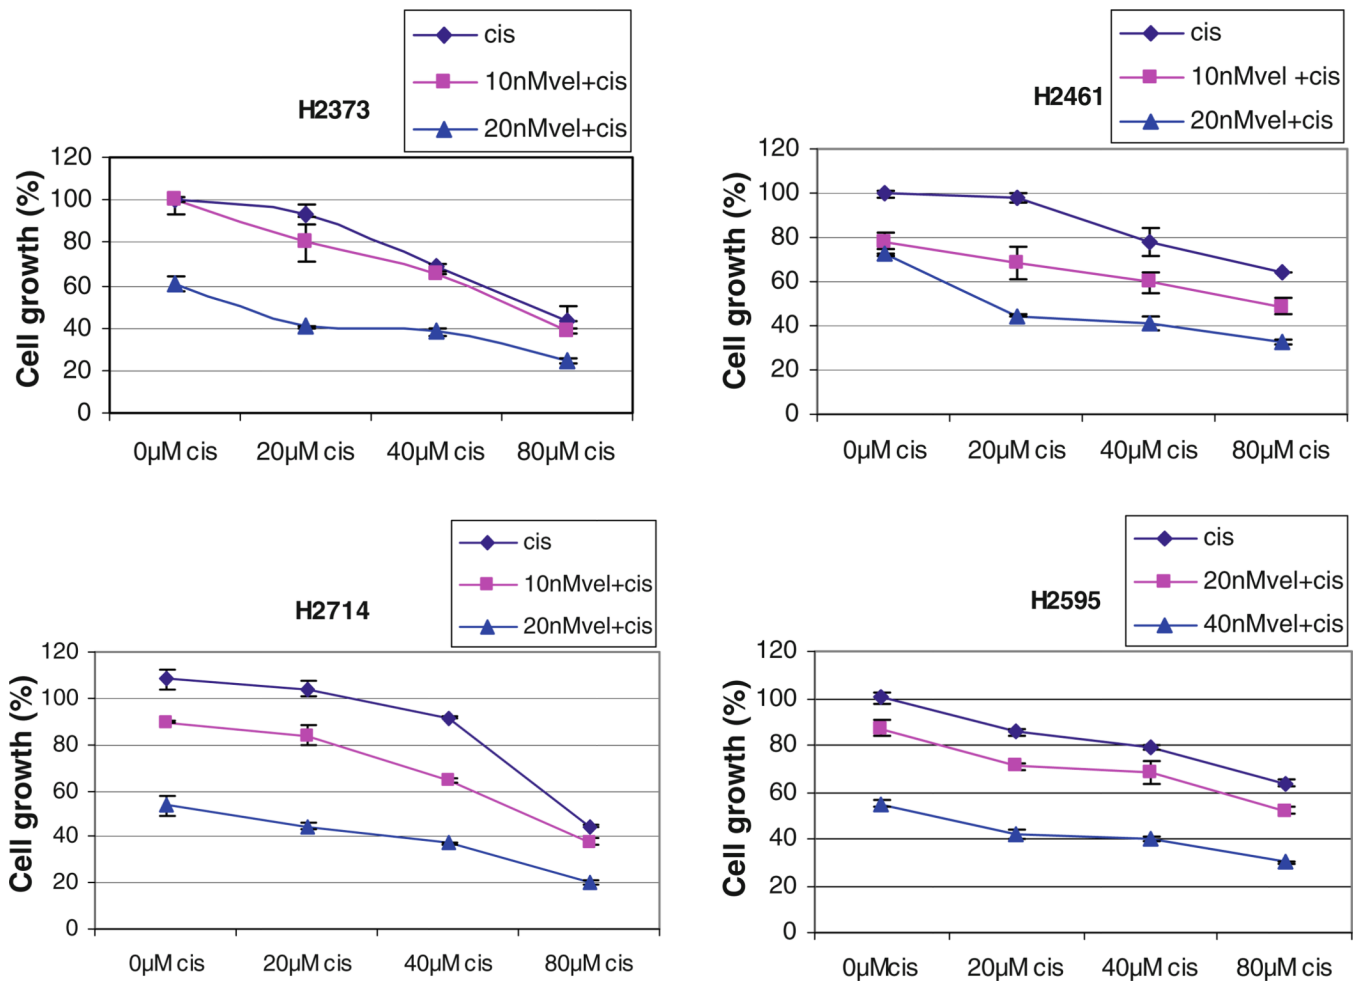 H2373
cis
10nMvel+cis
20nMvel+cis
Cell growth (%)
120
100
80
60
40
20
0
0µM cis 20µM cis 40µM cis 80µM cis
H2461
cis
10nMvel +cis
20nMvel+cis
Cell growth (%)
120
100
80
60
40
20
0
0µM cis 20µM cis 40µM cis 80µM cis
H2714
cis
10nMvel+cis
20nMvel+cis
Cell growth (%)
120
100
80
60
40
20
0
0µM cis 20µM cis 40µM cis 80µM cis
H2595
cis
20nMvel+cis
40nMvel+cis
Cell growth (%)
120
100
80
60
40
20
0
0µMcis 20µM cis 40µM cis 80µM cis